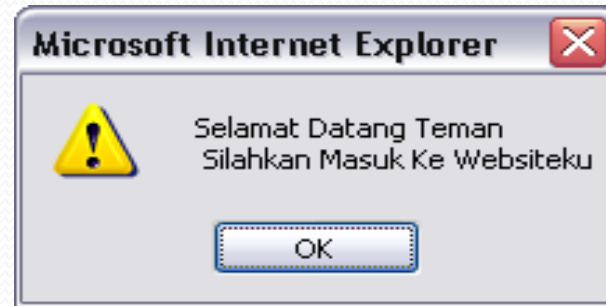 Microsoft Internet Explorer
Selamat Datang Teman
Silahkan Masuk Ke Websiteku
OK